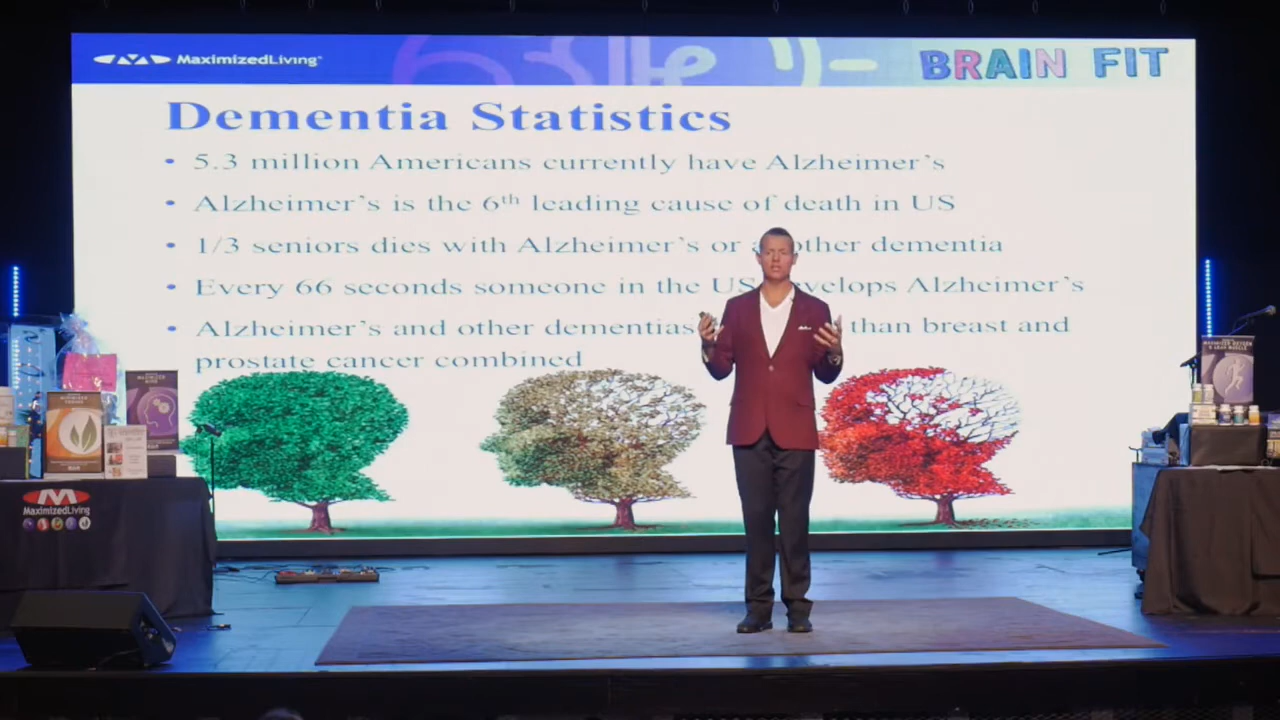 MaximizedLiving
BRAIN FIT
Dementia Statistics
• 5.3 million Americans currently have Alzheimer's
• Alzheimer's is the 6th leading cause of death in US
• 1/3 seniors dies with Alzheimer's or other dementia
• Every 66 seconds someone in the US Alzheimer's
• Alzheimer's and other dementias than breast and
prostate cancer combined
MaximizedLiving